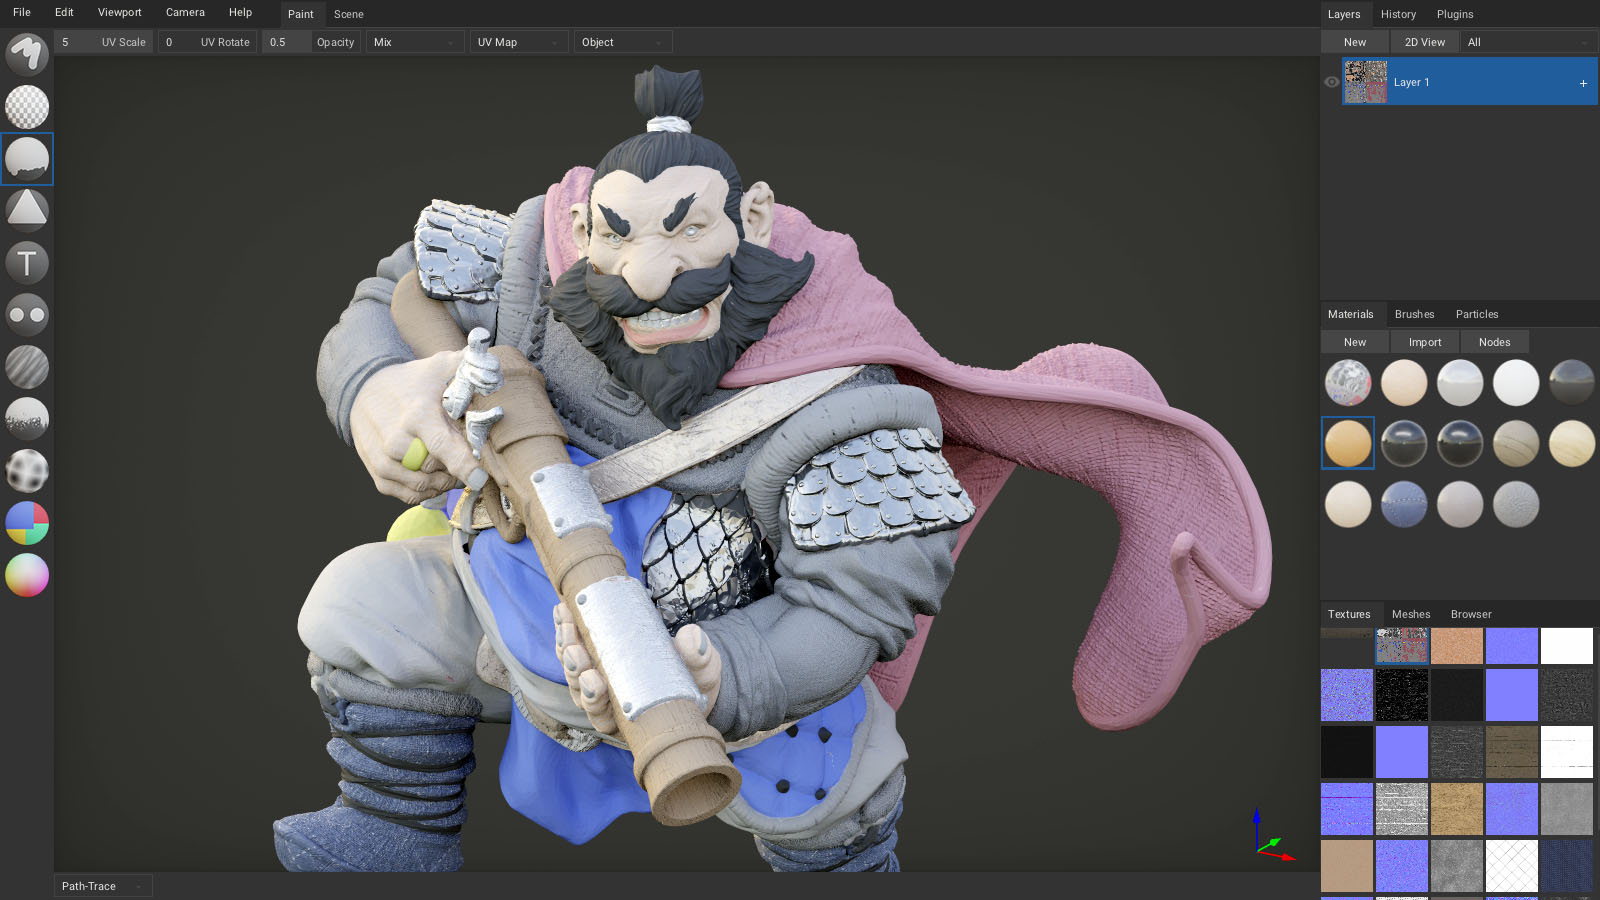 File Edit Viewport Camera Help Paint Scene
5 UV Scale 0 UV Rotate 0.5 Opacity Mix UV Map Object
T
Path-Trace
Layers History Plugins
New 2D View All
Layer 1 +
Materials Brushes Particles
New Import Nodes
Textures Meshes Browser